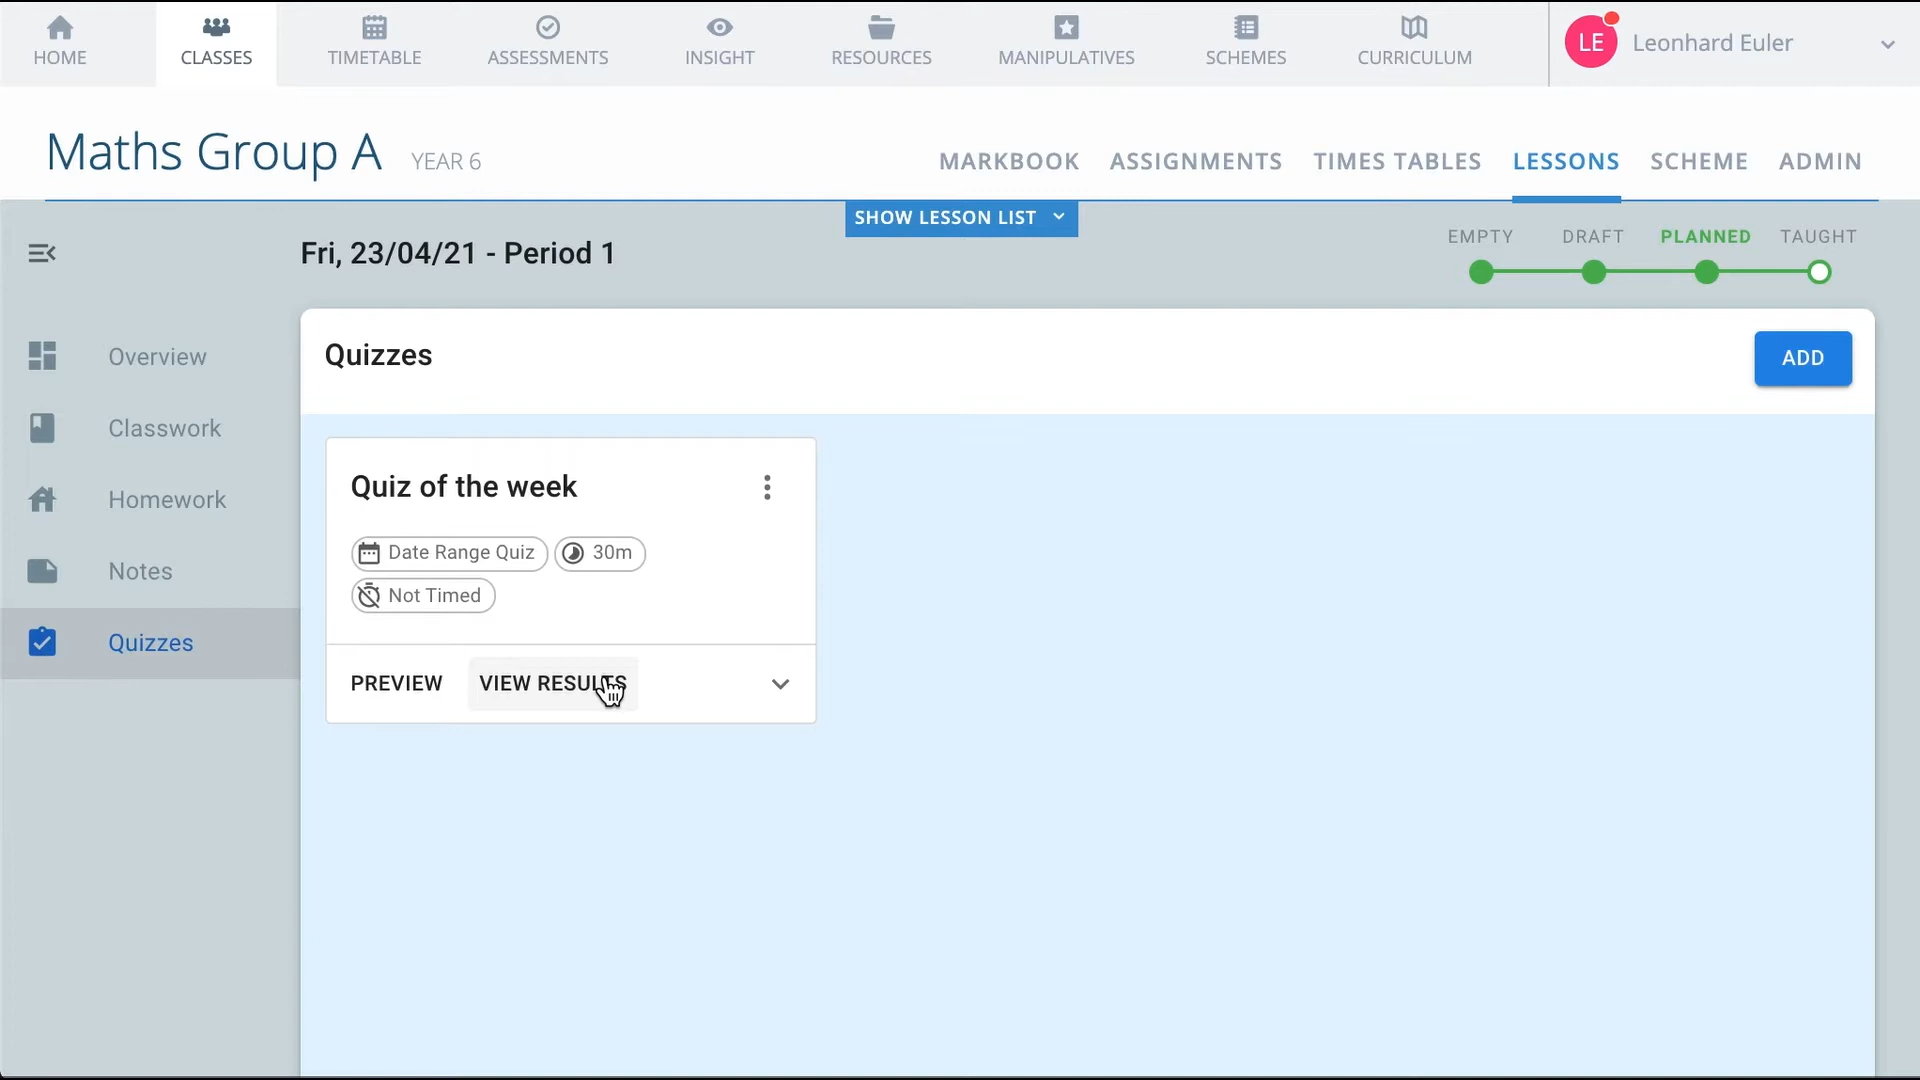 HOME
CLASSES
TIMETABLE
ASSESSMENTS
INSIGHT
RESOURCES
MANIPULATIVES
SCHEMES
CURRICULUM
LE
Leonhard Euler
Maths Group A YEAR 6
MARKBOOK
ASSIGNMENTS
TIMES TABLES
LESSONS
SCHEME
ADMIN
SHOW LESSON LIST
Fri, 23/04/21 - Period 1
EMPTY
DRAFT
PLANNED
TAUGHT
Overview
Classwork
Homework
Notes
Quizzes
Quizzes
ADD
Quiz of the week
Date Range Quiz
30m
Not Timed
PREVIEW
VIEW RESULTS